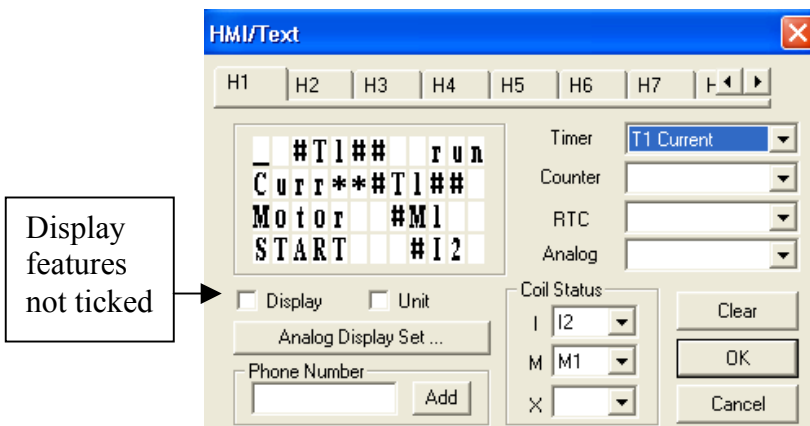 HMI/Text
H1 H2 H3 H4 H5 H6 H7 H
_ #T1## run
Curr**#T1##
Motor #M1
START #I2
Timer T1 Current
Counter
RTC
Analog
Display
features
not ticked
Display Unit
Analog Display Set ...
Phone Number
Add
Coil Status
I I2
M M1
X
Clear
OK
Cancel